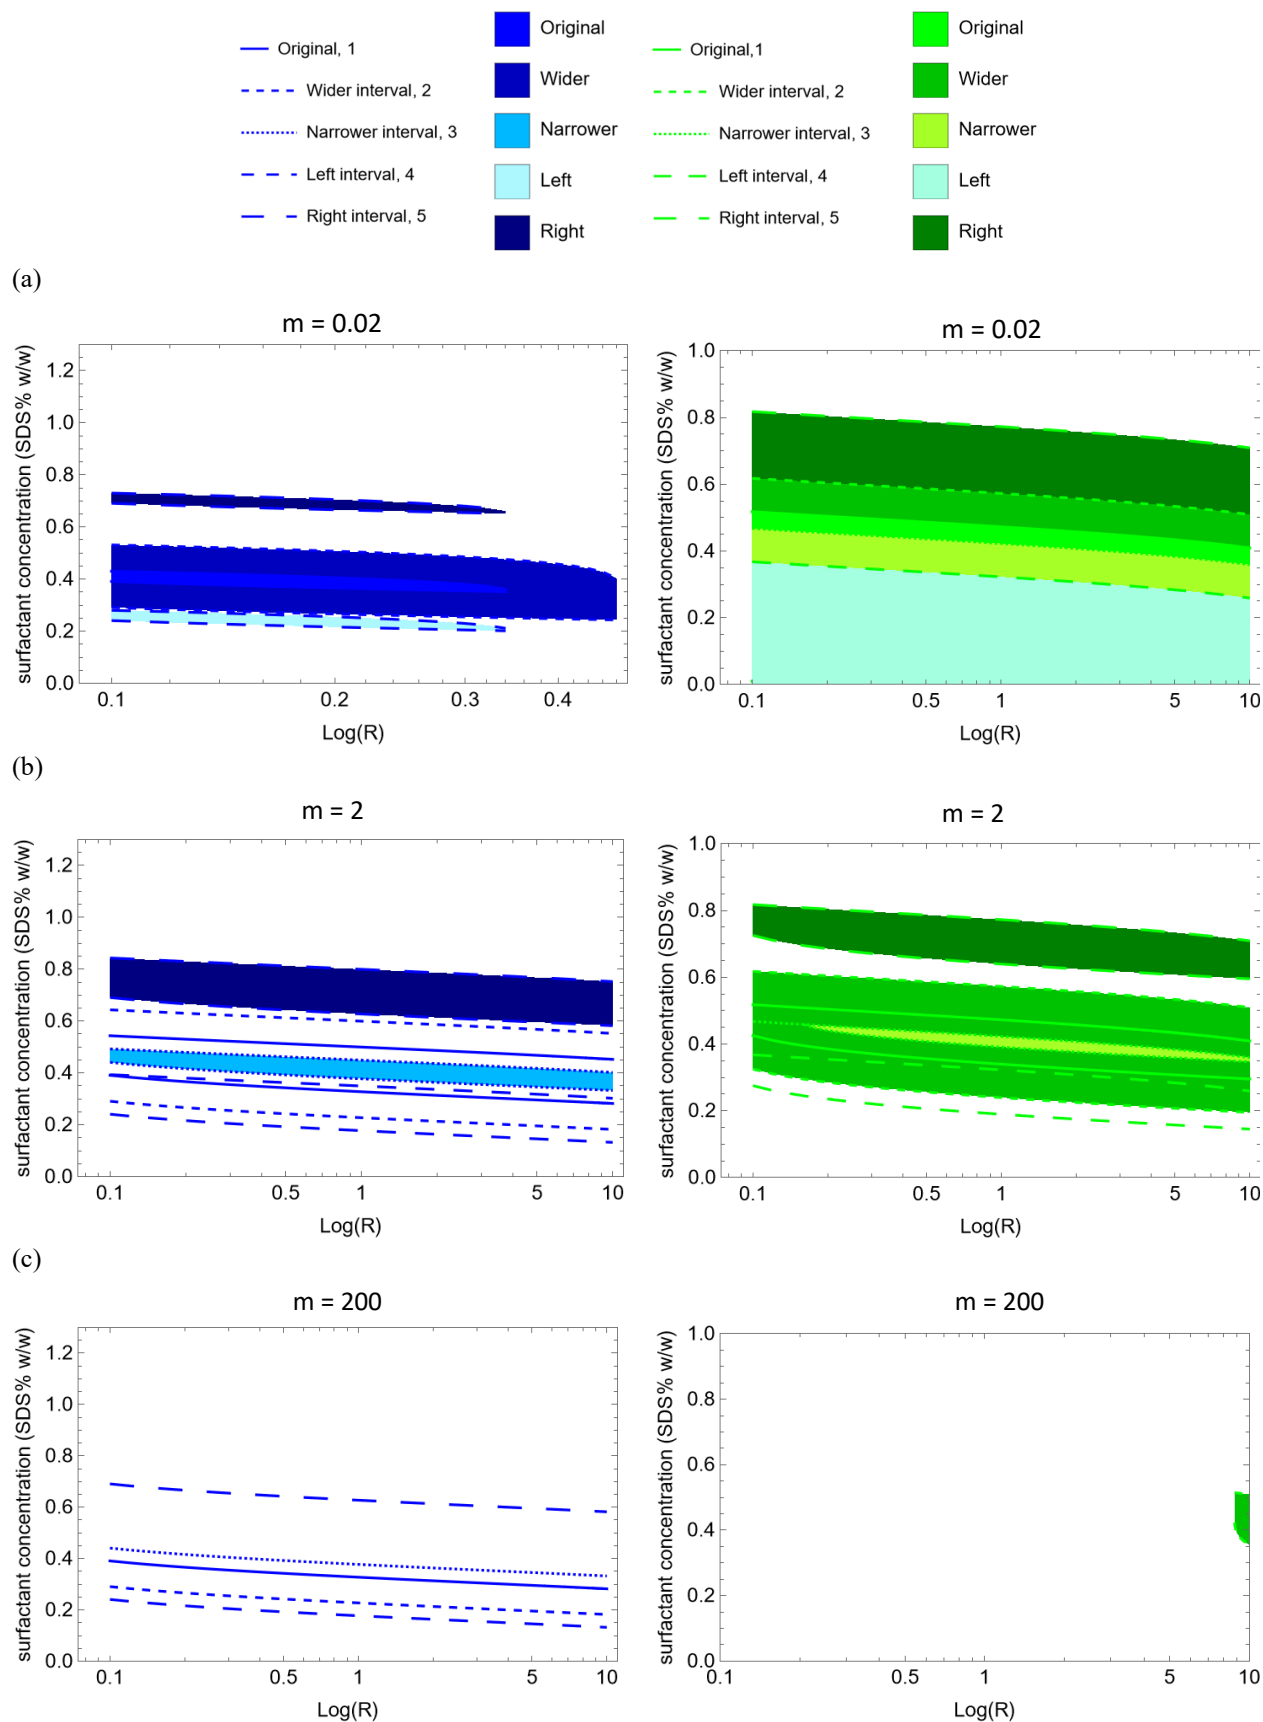 Original, 1
Wider interval, 2
Narrower interval, 3
Left interval, 4
Right interval, 5
Original
Wider
Narrower
Left
Right
Original,1
Wider interval, 2
Narrower interval, 3
Left interval, 4
Right interval, 5
Original
Wider
Narrower
Left
Right
(a)
m = 0.02
surfactant concentration (SDS% w/w)
1.2
1.0
0.8
0.6
0.4
0.2
0.0
0.1 0.2 0.3 0.4
Log(R)
m = 0.02
surfactant concentration (SDS% w/w)
1.0
0.8
0.6
0.4
0.2
0.0
0.1 0.5 1 5 10
Log(R)
(b)
m = 2
surfactant concentration (SDS% w/w)
1.2
1.0
0.8
0.6
0.4
0.2
0.0
0.1 0.5 1 5 10
Log(R)
m = 2
surfactant concentration (SDS% w/w)
1.0
0.8
0.6
0.4
0.2
0.0
0.1 0.5 1 5 10
Log(R)
(c)
m = 200
surfactant concentration (SDS% w/w)
1.2
1.0
0.8
0.6
0.4
0.2
0.0
0.1 0.5 1 5 10
Log(R)
m = 200
surfactant concentration (SDS% w/w)
1.0
0.8
0.6
0.4
0.2
0.0
0.1 0.5 1 5 10
Log(R)